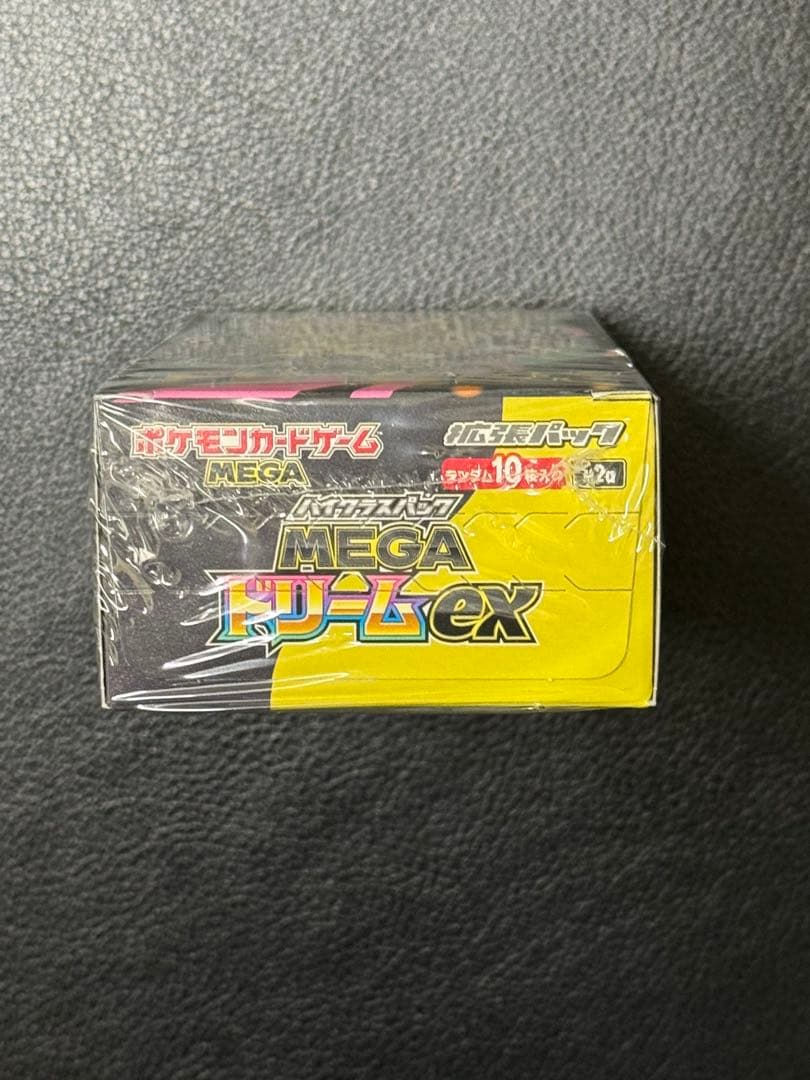 ポケモンカードゲーム
MEGA
拡張パック
ランダム10枚入り
M2a
ハイクラスパック
MEGA
ドリームex